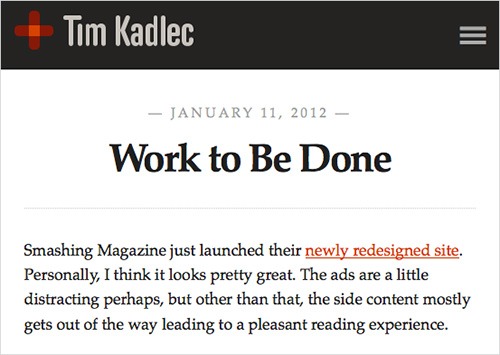 Tim Kadlec
— JANUARY 11, 2012 —
Work to Be Done
Smashing Magazine just launched their newly redesigned site.
Personally, I think it looks pretty great. The ads are a little
distracting perhaps, but other than that, the side content mostly
gets out of the way leading to a pleasant reading experience.